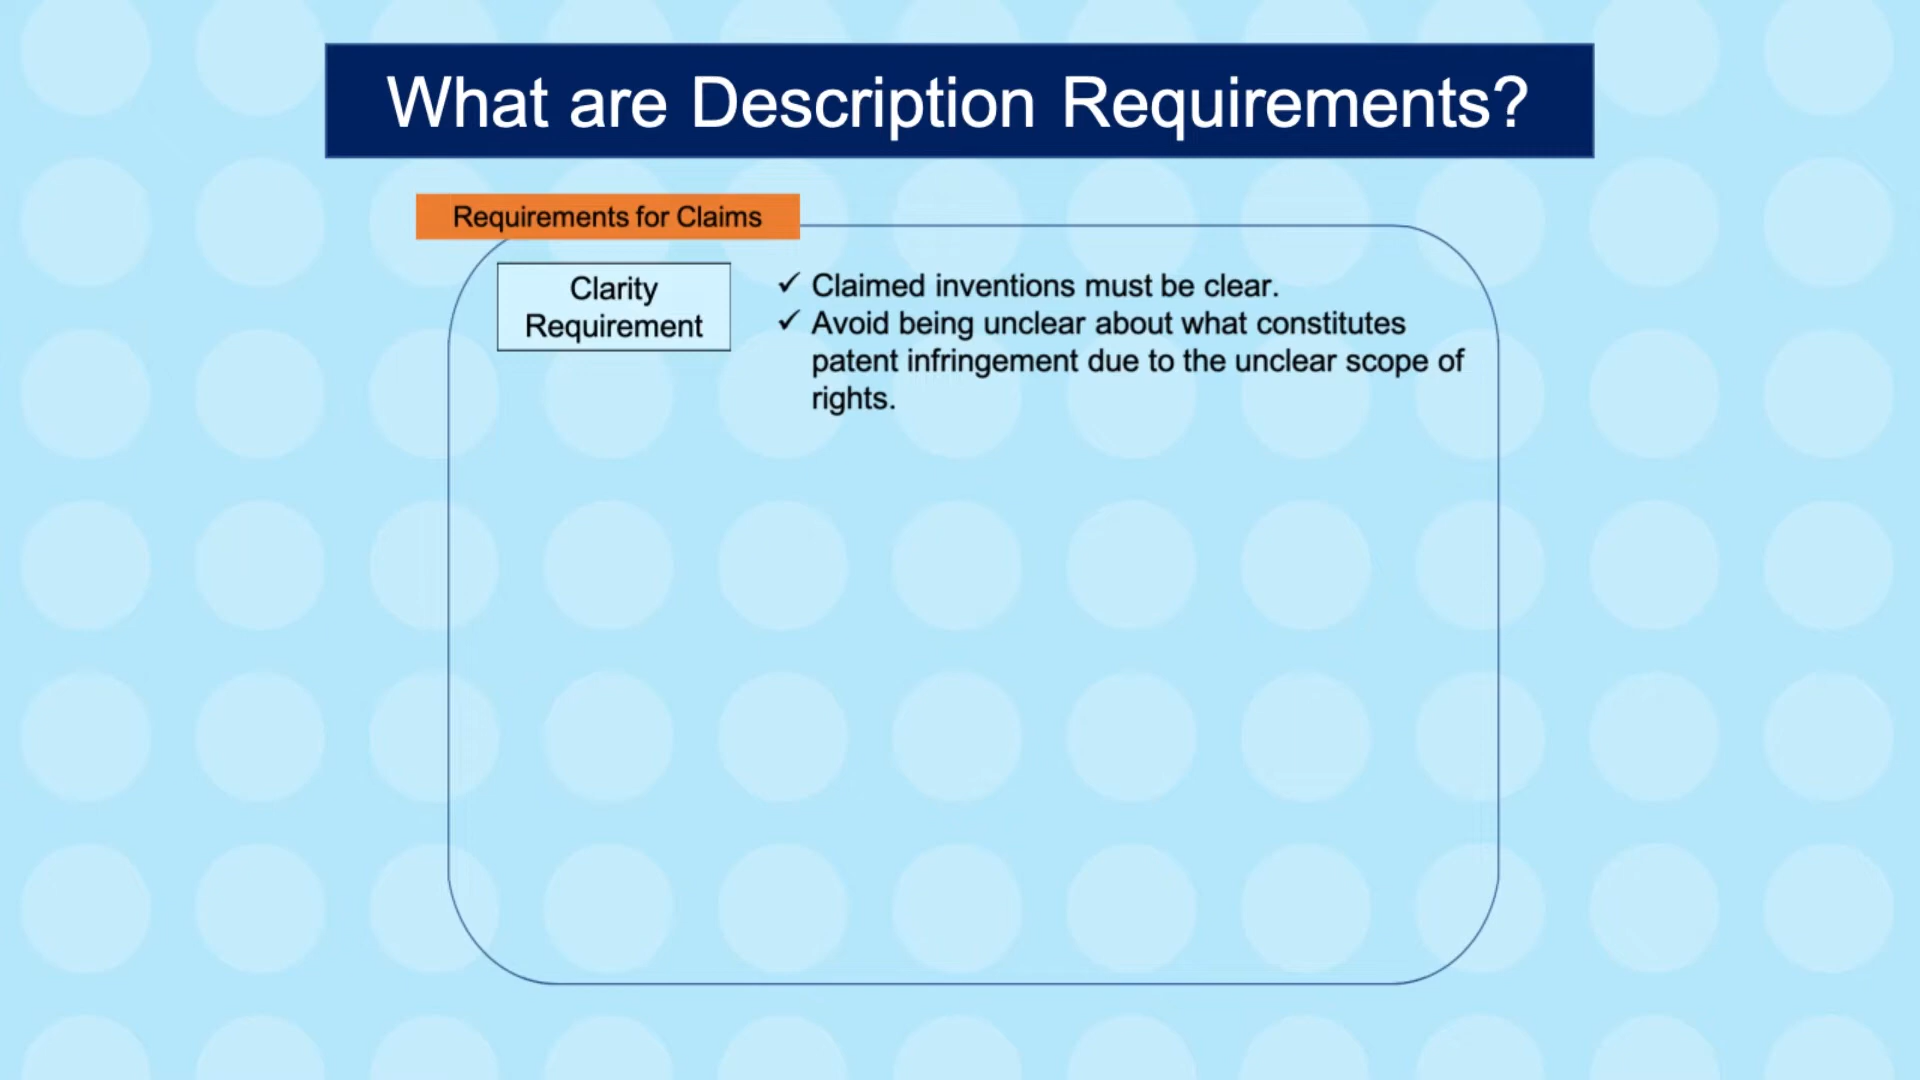 What are Description Requirements?
Requirements for Claims
Clarity
Requirement
✓ Claimed inventions must be clear.
✓ Avoid being unclear about what constitutes
patent infringement due to the unclear scope of
rights.